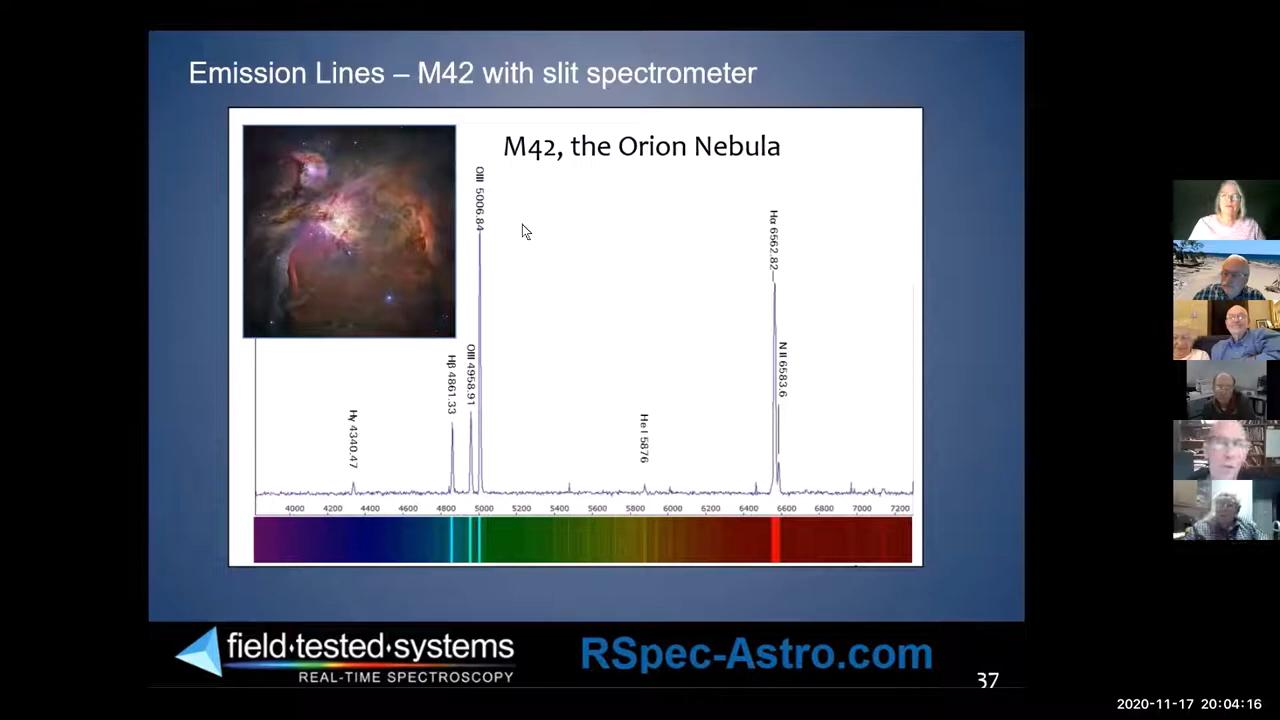 Emission Lines – M42 with slit spectrometer
M42, the Orion Nebula
OIII 5006.84
Hα 6562.82
Hβ 4861.33
OIII 4958.91
N II 6583.6
Hγ 4340.47
He I 5876
4000 4200 4400 4600 4800 5000 5200 5400 5600 5800 6000 6200 6400 6600 6800 7000 7200
field·tested·systems
REAL-TIME SPECTROSCOPY
RSpec-Astro.com
37
2020-11-17 20:04:16